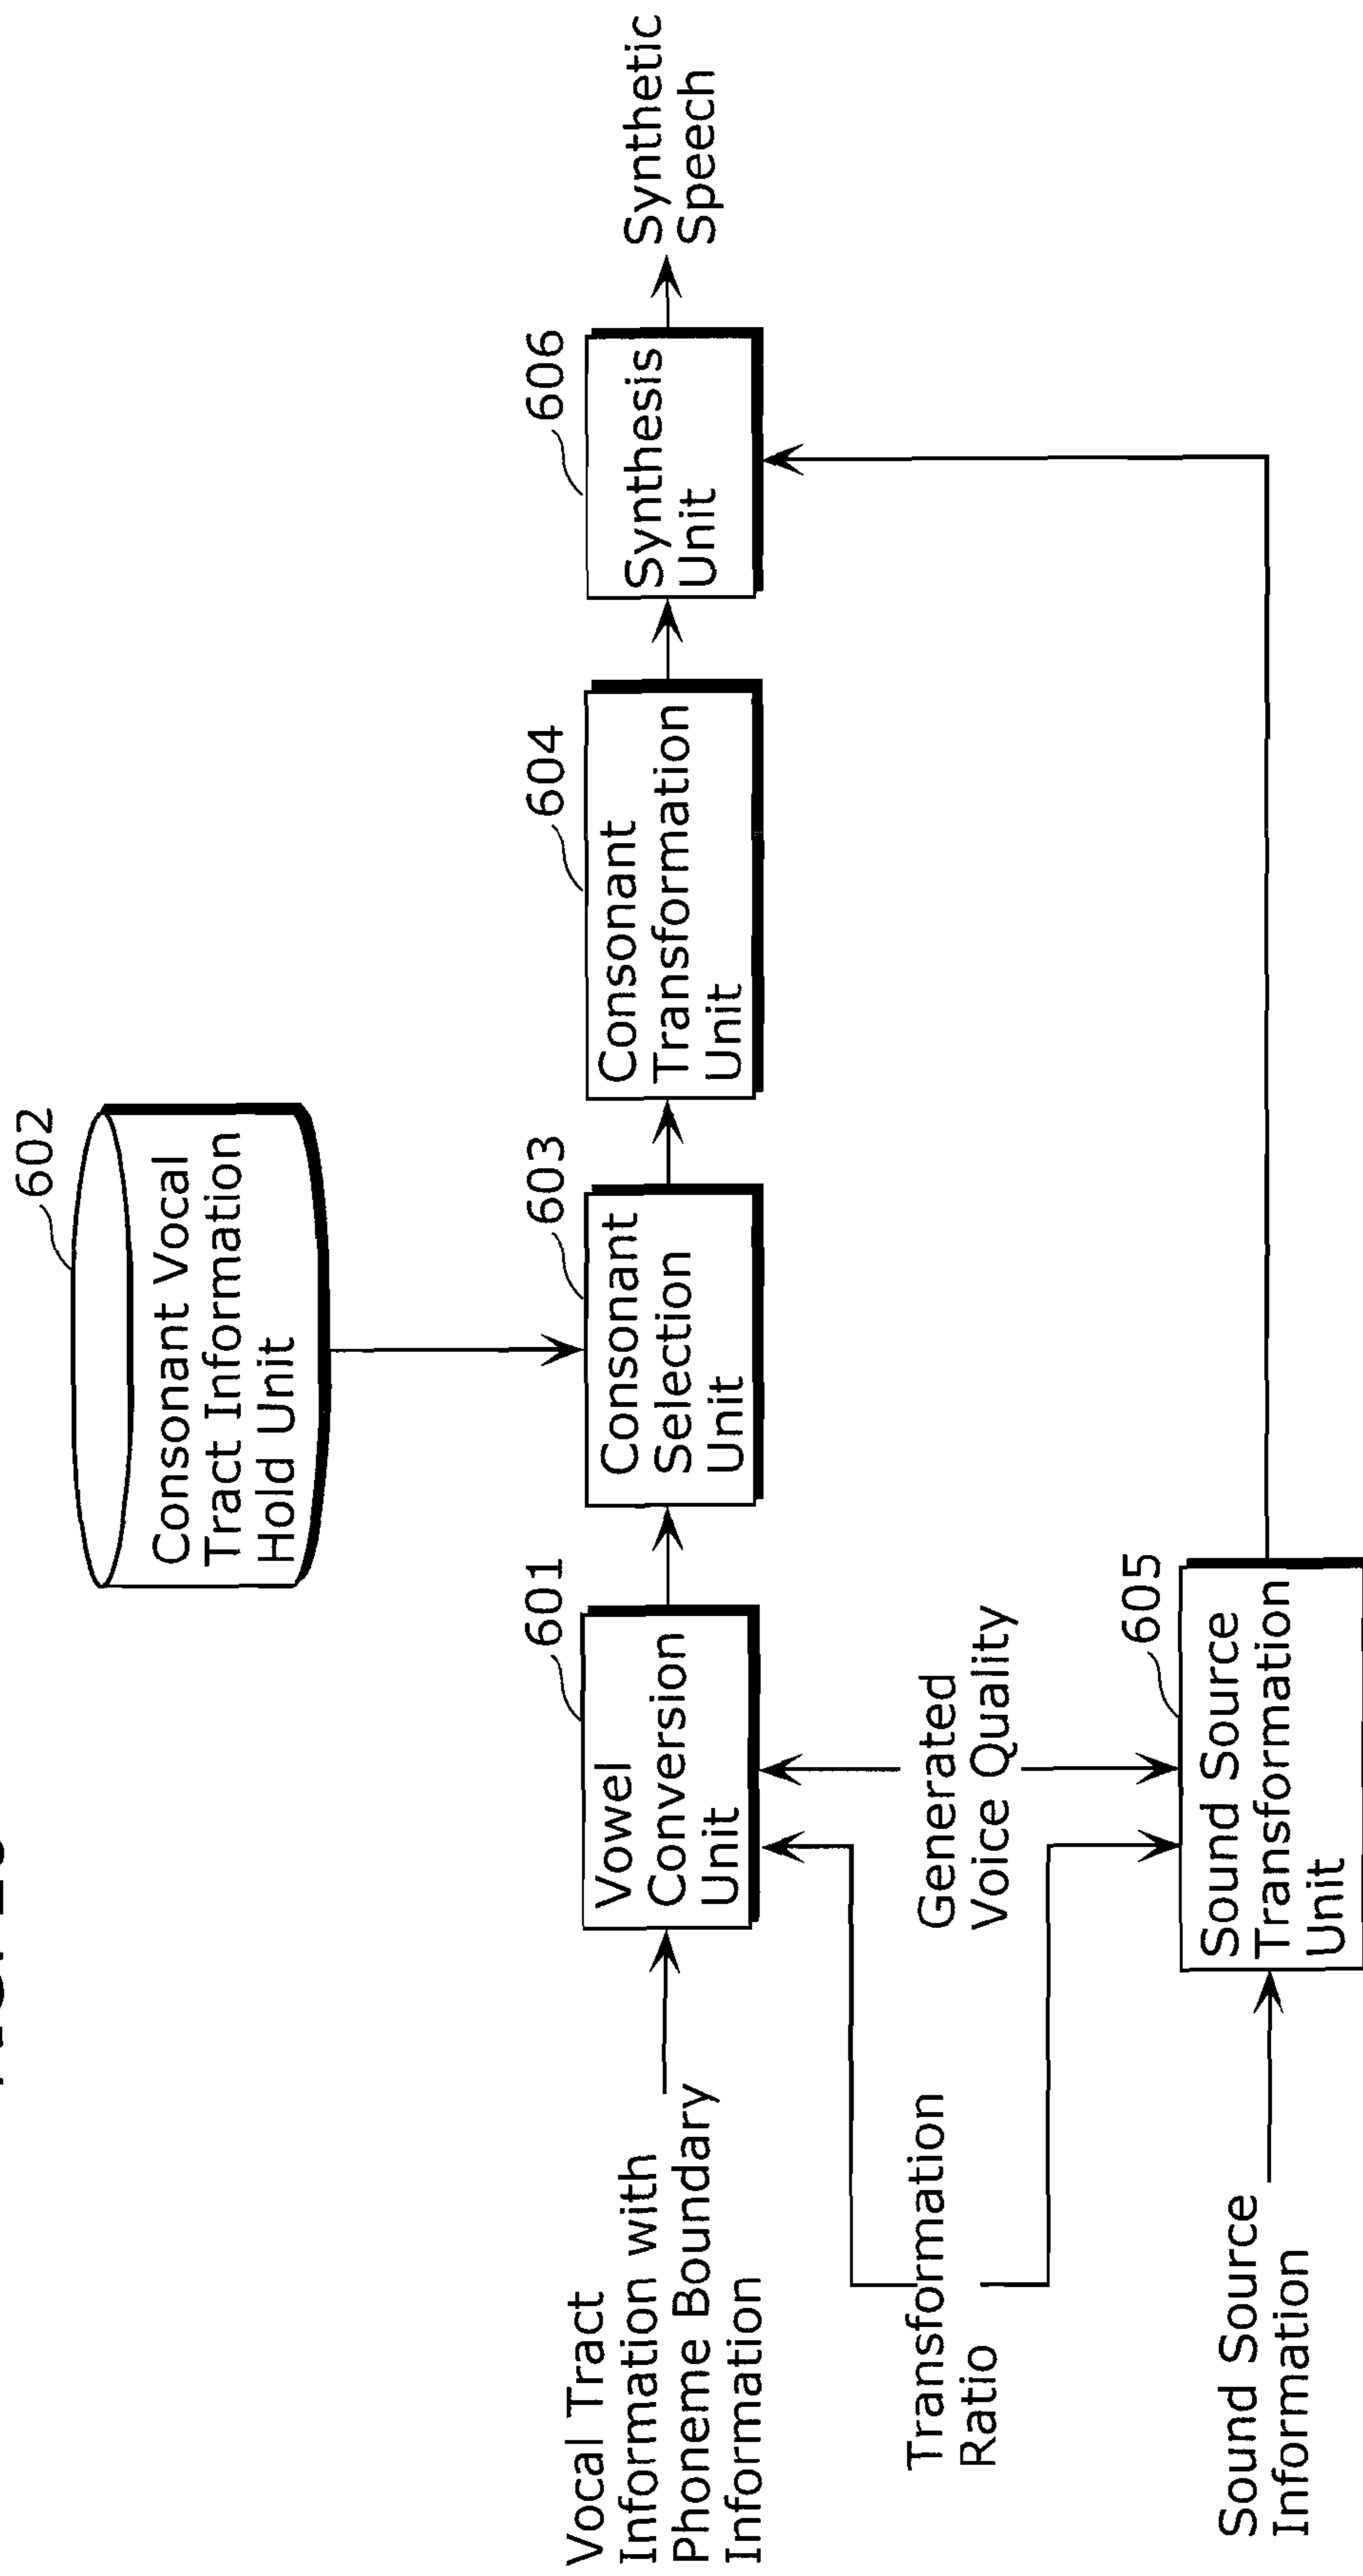 602
Consonant Vocal
Tract Information
Hold Unit
601
603
604
606
Vocal Tract
Information with
Phoneme Boundary
Information
Vowel
Conversion
Unit
Consonant
Selection
Unit
Consonant
Transformation
Unit
Synthesis
Unit
Synthetic
Speech
Transformation
Ratio
Generated
Voice Quality
605
Sound Source
Information
Sound Source
Transformation
Unit